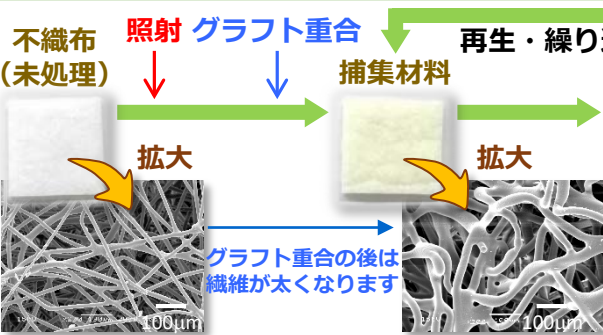 不織布
(未処理)
照射
グラフト重合
捕集材料
再生・繰り
拡大
拡大
グラフト重合の後は
繊維が太くなります
100μm
100μm